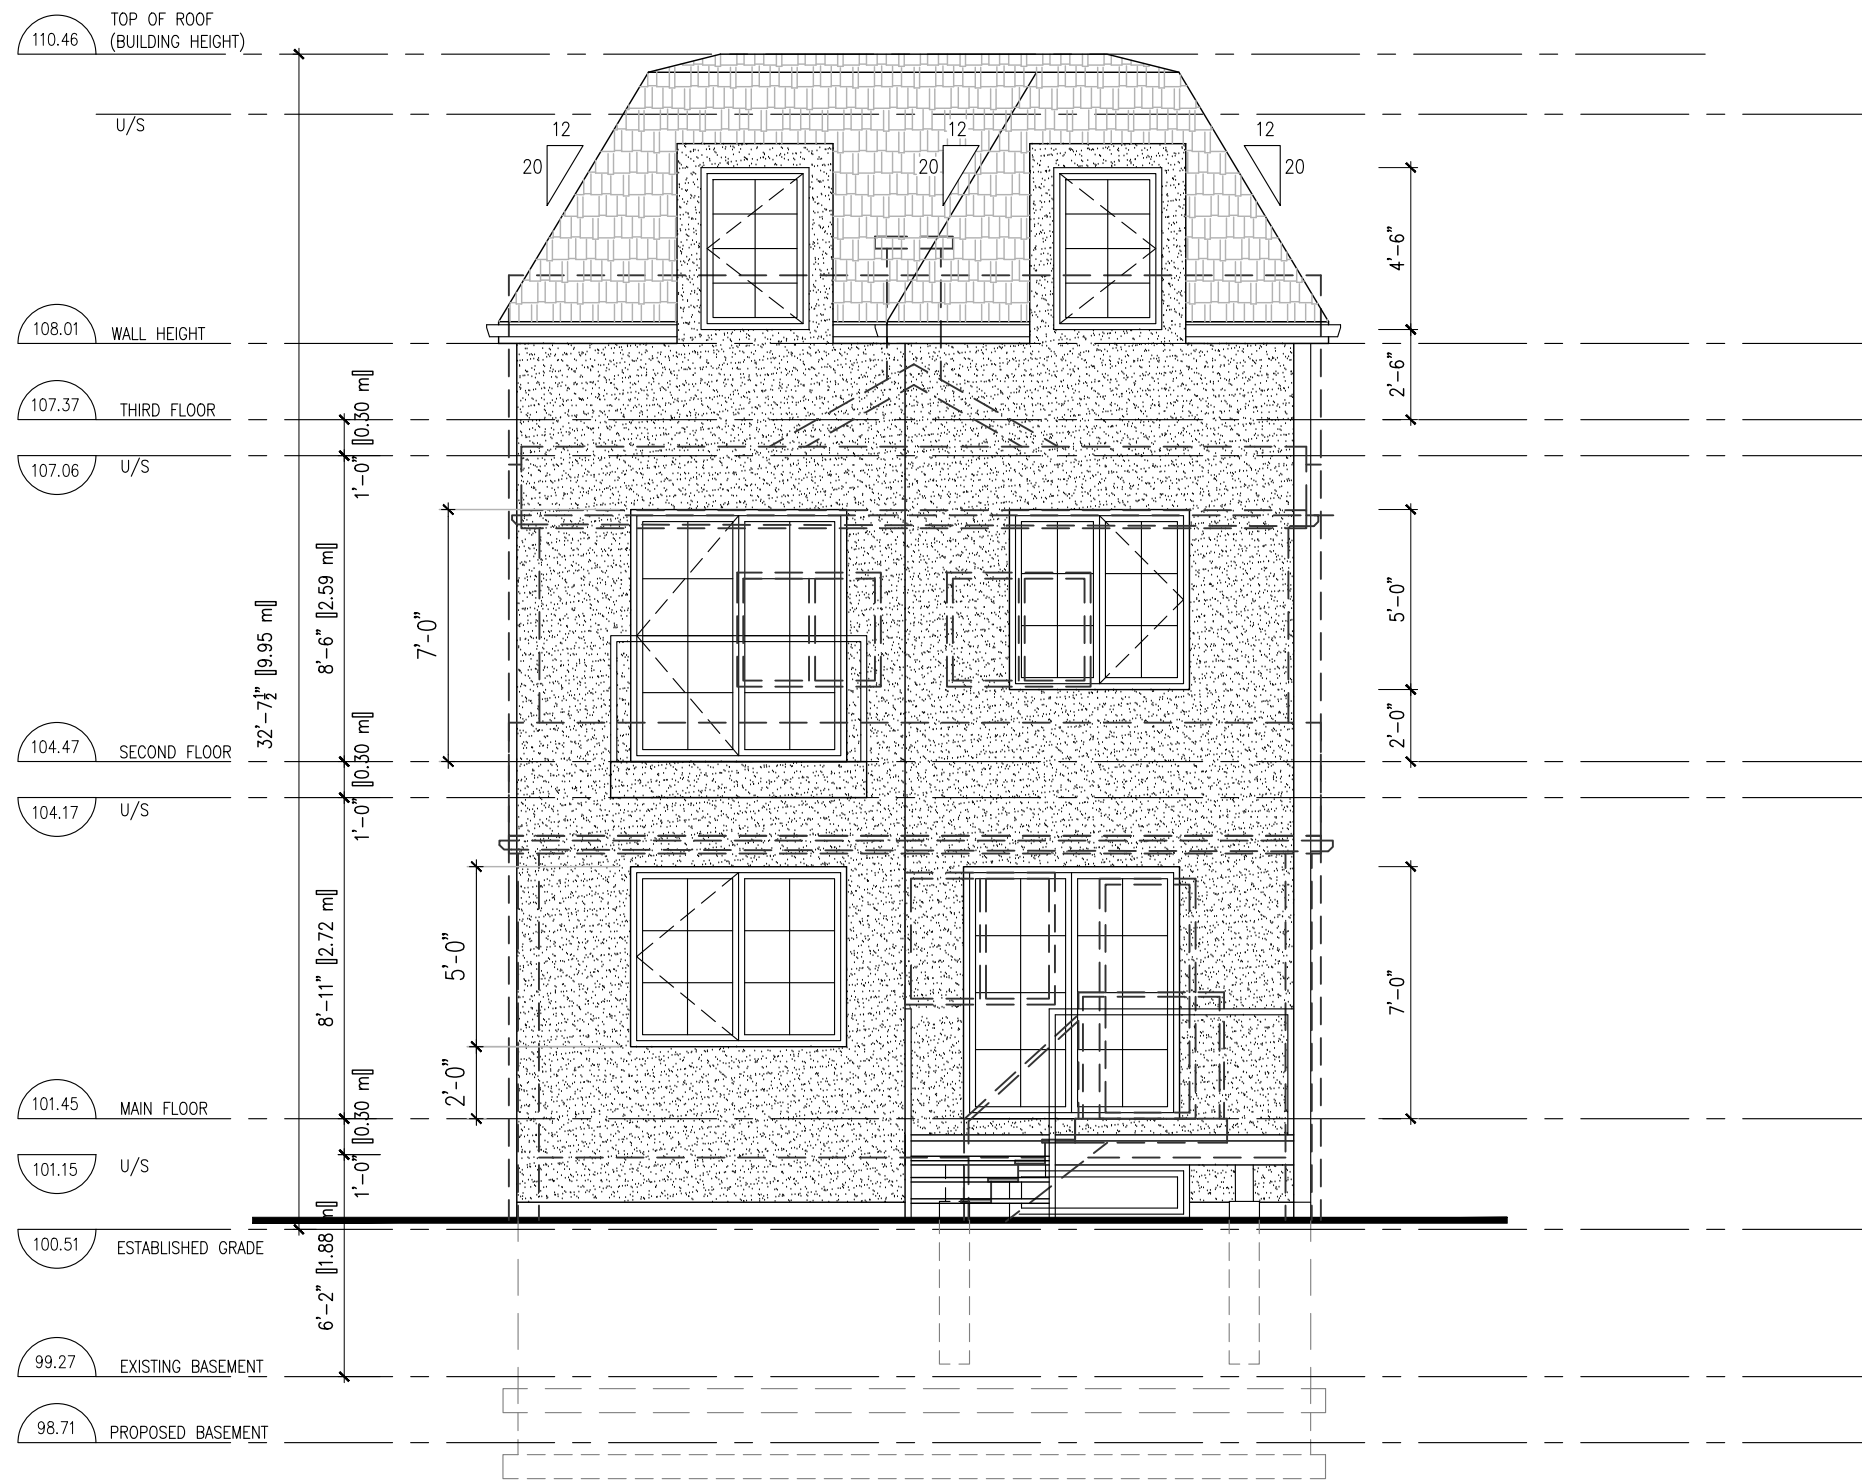 110.46
TOP OF ROOF
(BUILDING HEIGHT)
U/S
12
20
12
20
12
20
4'-6"
108.01
WALL HEIGHT
2'-6"
107.37
THIRD FLOOR
1'-0" [0.30 m]
107.06
U/S
8'-6" [2.59 m]
32'-7½" [9.95 m]
7'-0"
5'-0"
2'-0"
104.47
SECOND FLOOR
1'-0" [0.30 m]
104.17
U/S
8'-11" [2.72 m]
5'-0"
7'-0"
2'-0"
101.45
MAIN FLOOR
1'-0" [0.30 m]
101.15
U/S
100.51
ESTABLISHED GRADE
6'-2" [1.88 m]
99.27
EXISTING BASEMENT
98.71
PROPOSED BASEMENT